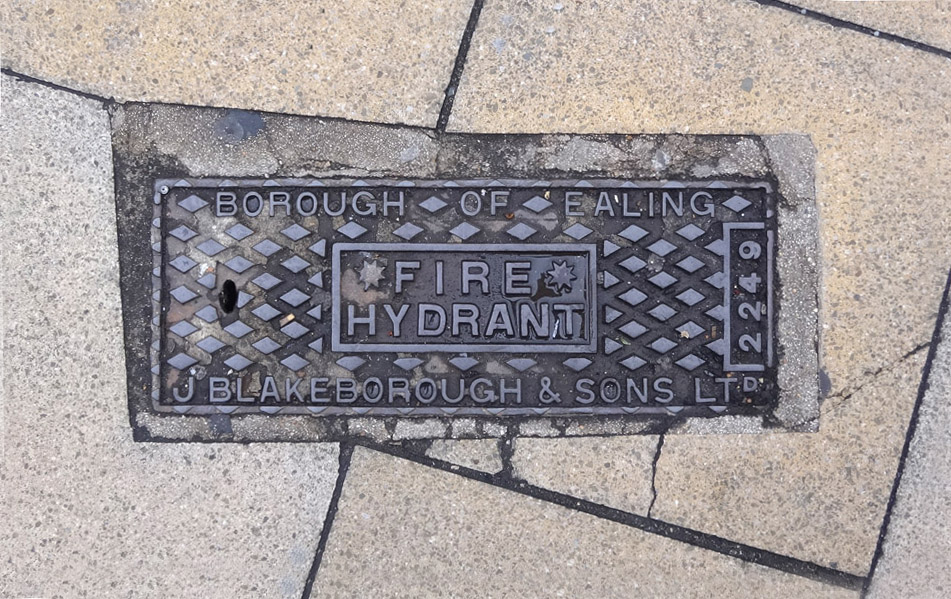 BOROUGH OF EALING
FIRE
HYDRANT
2249
J BLAKEBOROUGH & SONS LTD